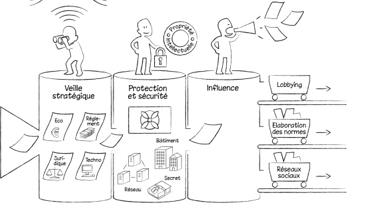 Propriété
intellectuelle
Veille
stratégique
Protection
et sécurité
Influence
Lobbying
Eco
Règle-
ment
Elaboration
des normes
Bâtiment
Juri-
dique
Techno
Réseaux
sociaux
Secret
Réseau